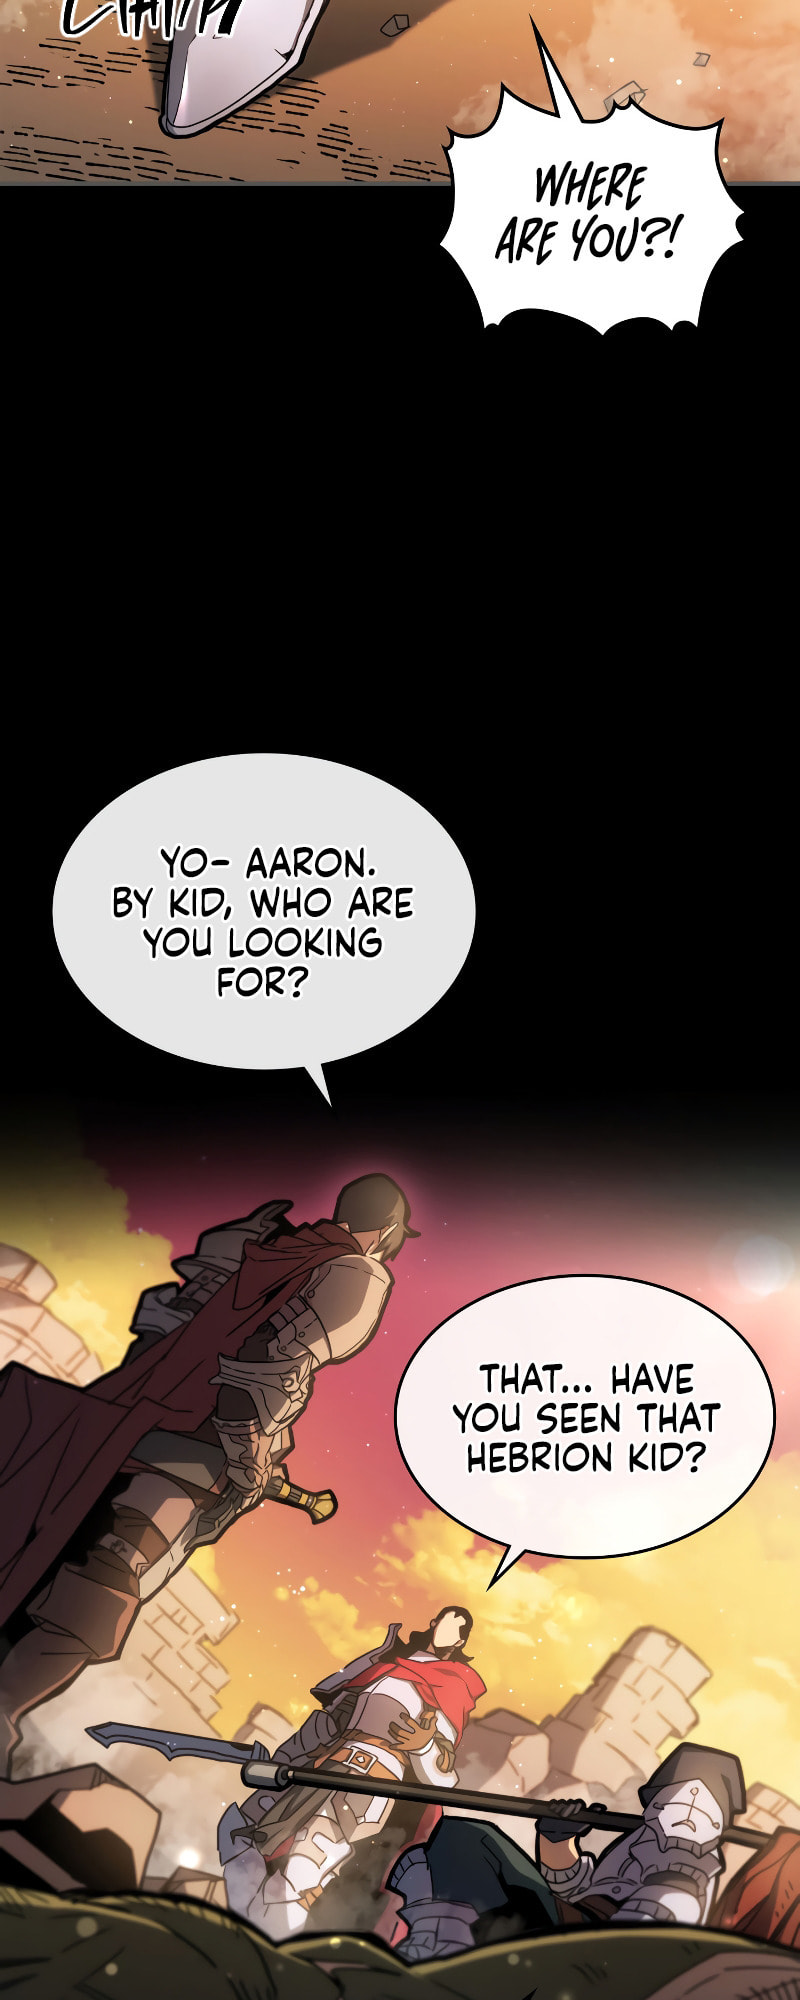 WHERE
ARE YOU?!
YO- AARON.
BY KID, WHO ARE
YOU LOOKING
FOR?
THAT... HAVE
YOU SEEN THAT
HEBRION KID?